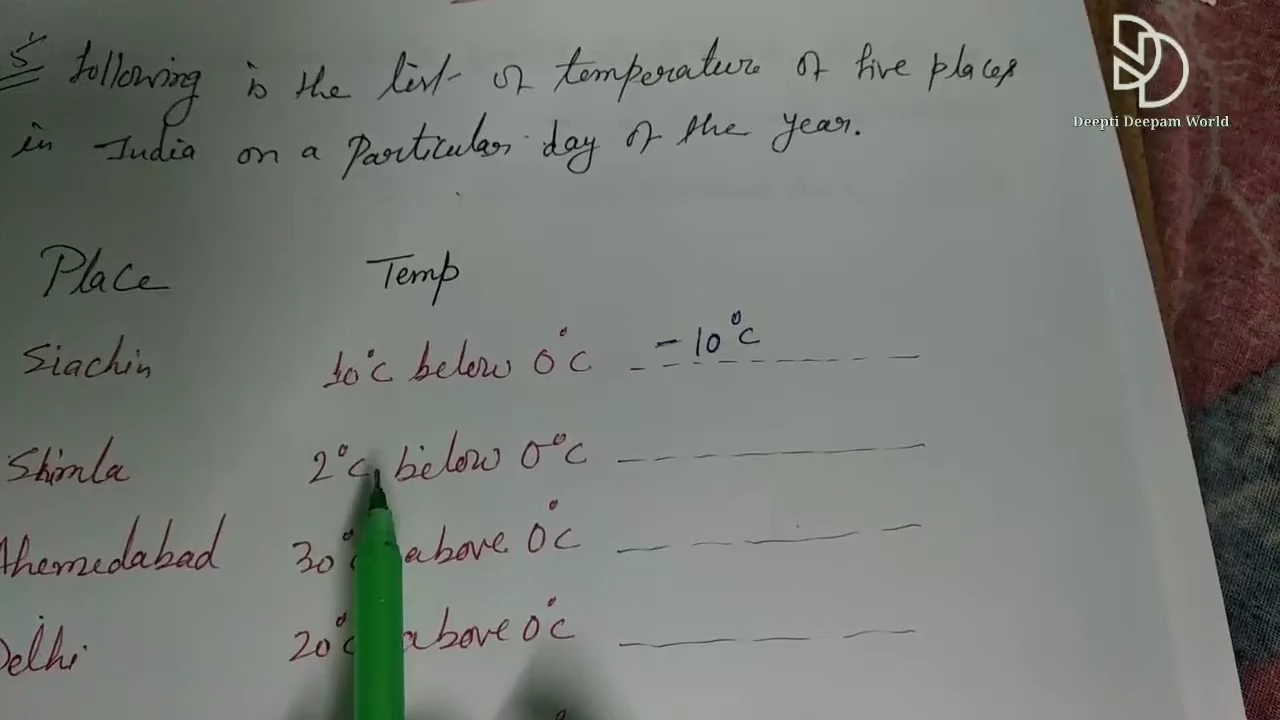 5 Following is the list of temperature of five places
in India on a Particular day of the year.
Place Temp
Siachin 10°C below 0°C - 10°C
Shimla 2°C below 0°C
Ahemedabad 30°C above 0°C
Delhi 20°C above 0°C
Deepti Deepam World